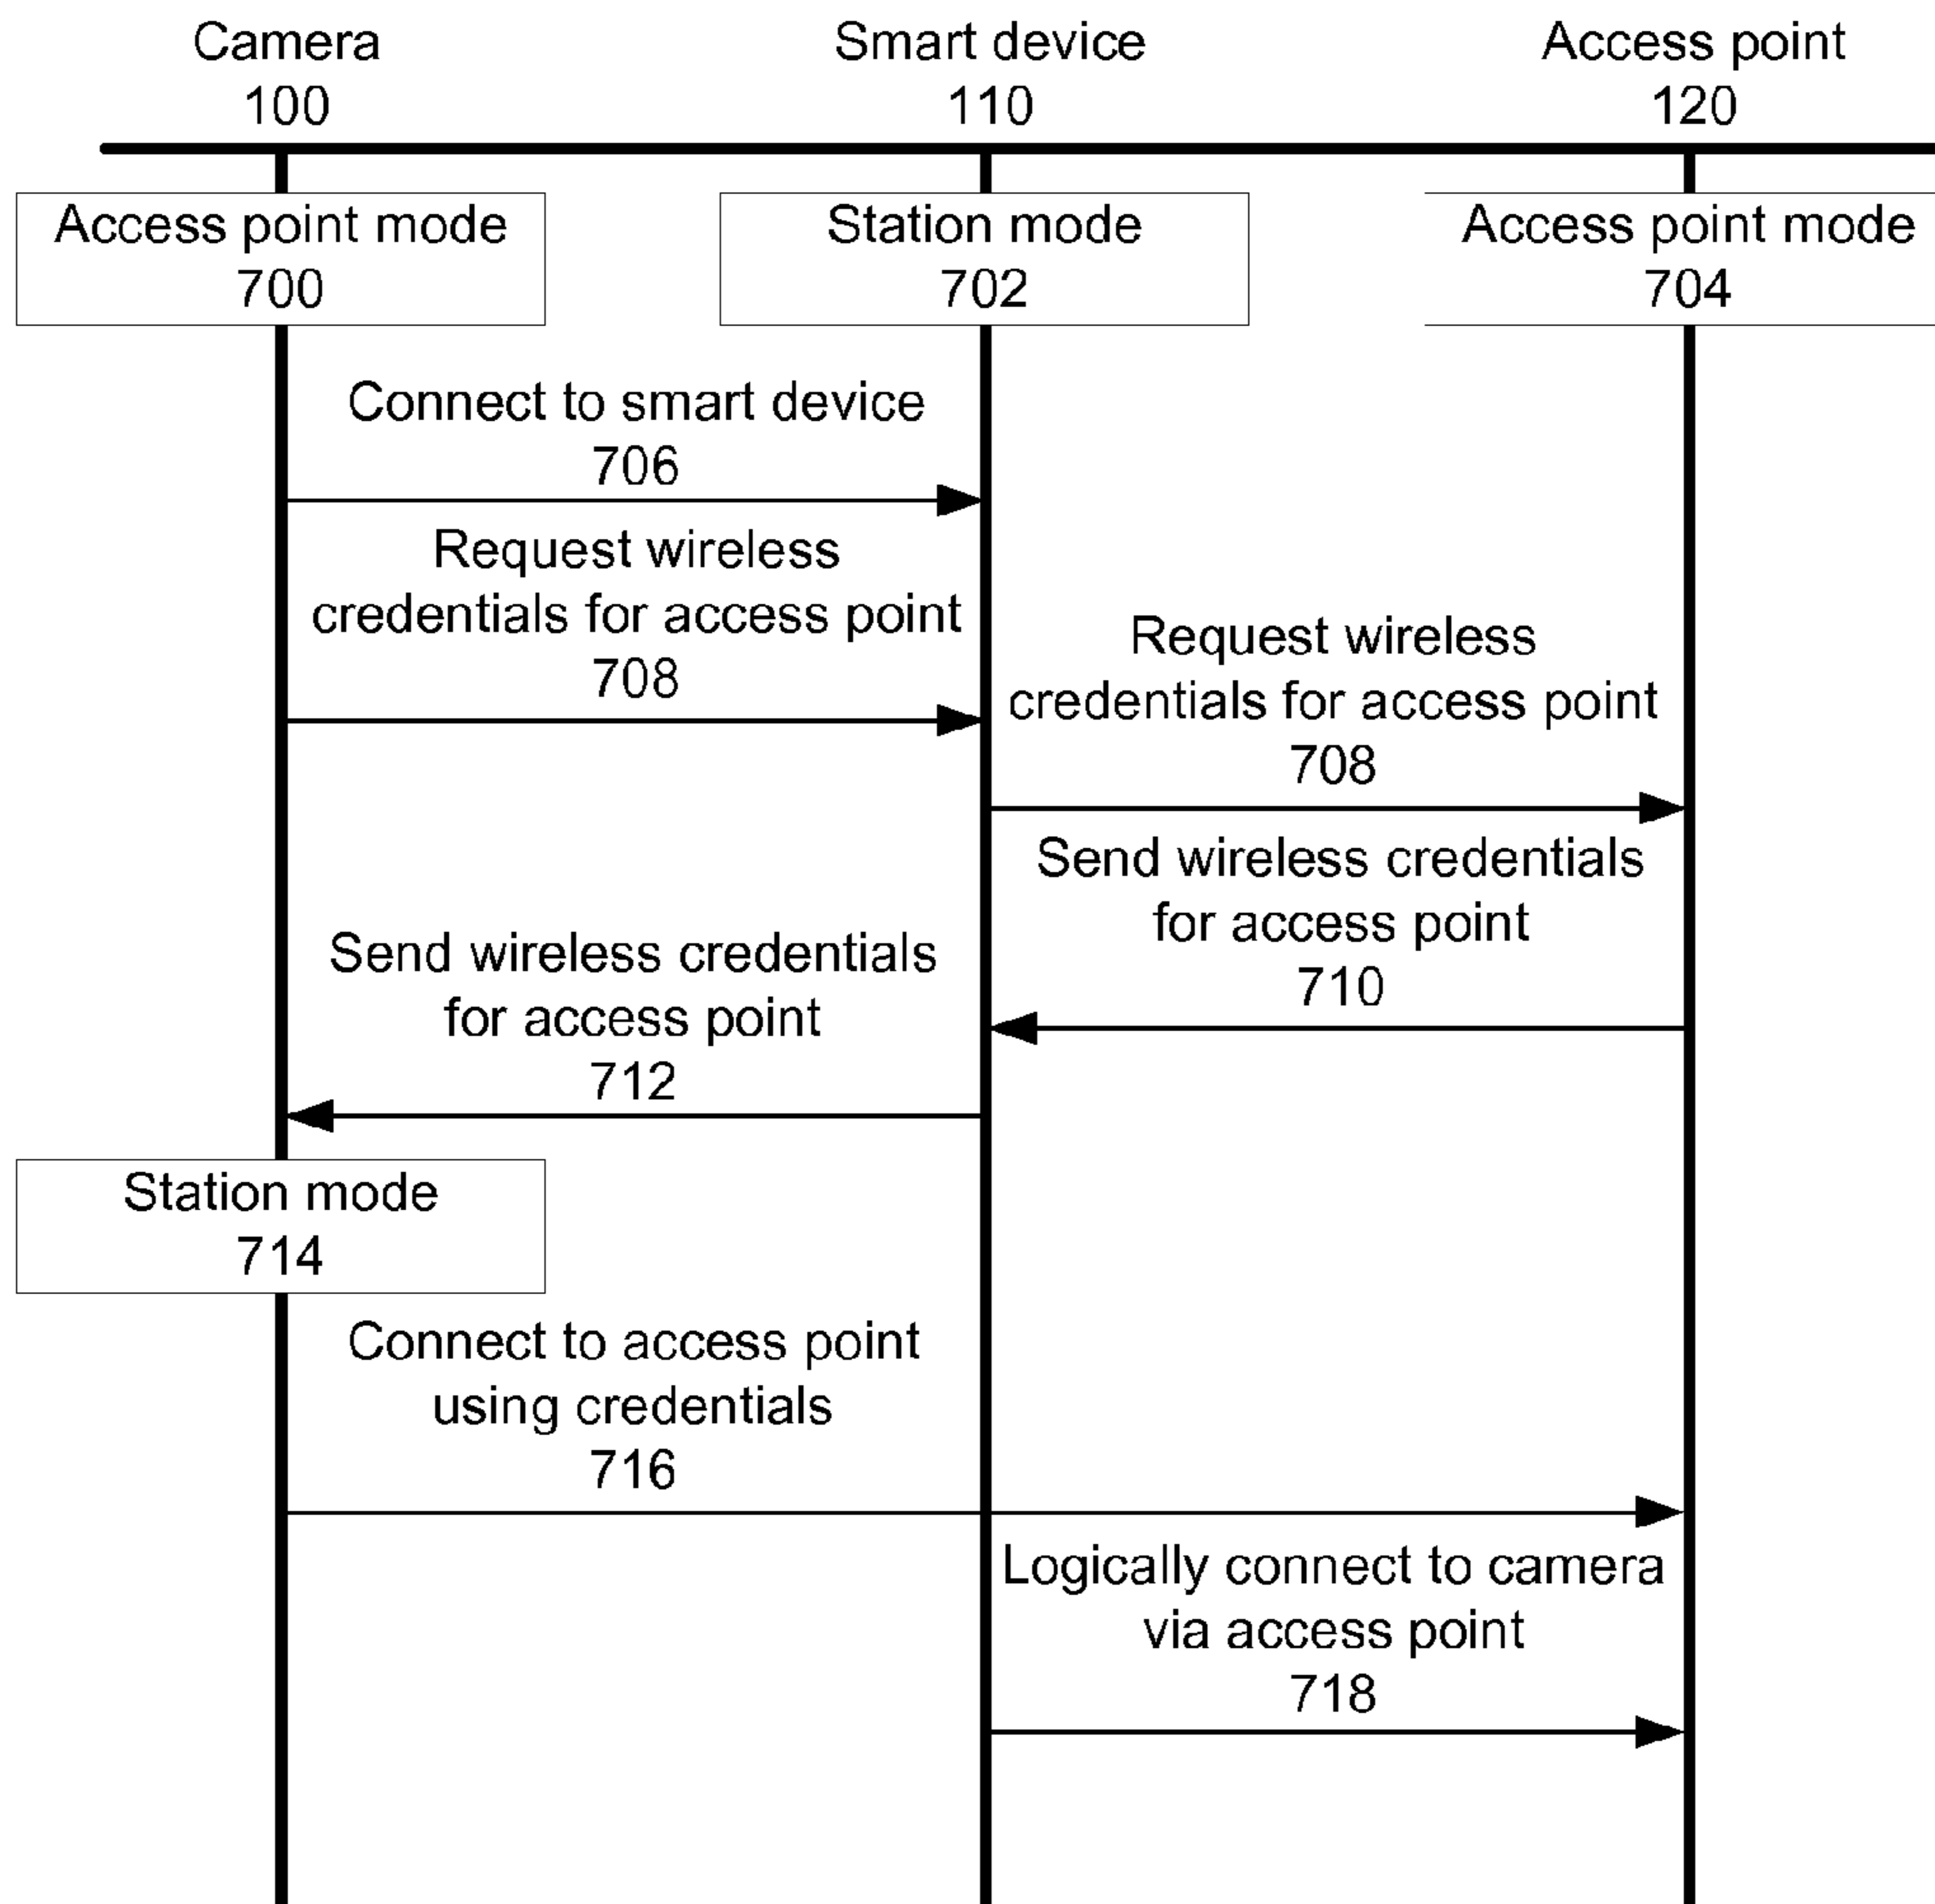 Camera
100
Smart device
110
Access point
120
Access point mode
700
Station mode
702
Access point mode
704
Connect to smart device
706
Request wireless
credentials for access point
708
Request wireless
credentials for access point
708
Send wireless credentials
for access point
710
Send wireless credentials
for access point
712
Station mode
714
Connect to access point
using credentials
716
Logically connect to camera
via access point
718